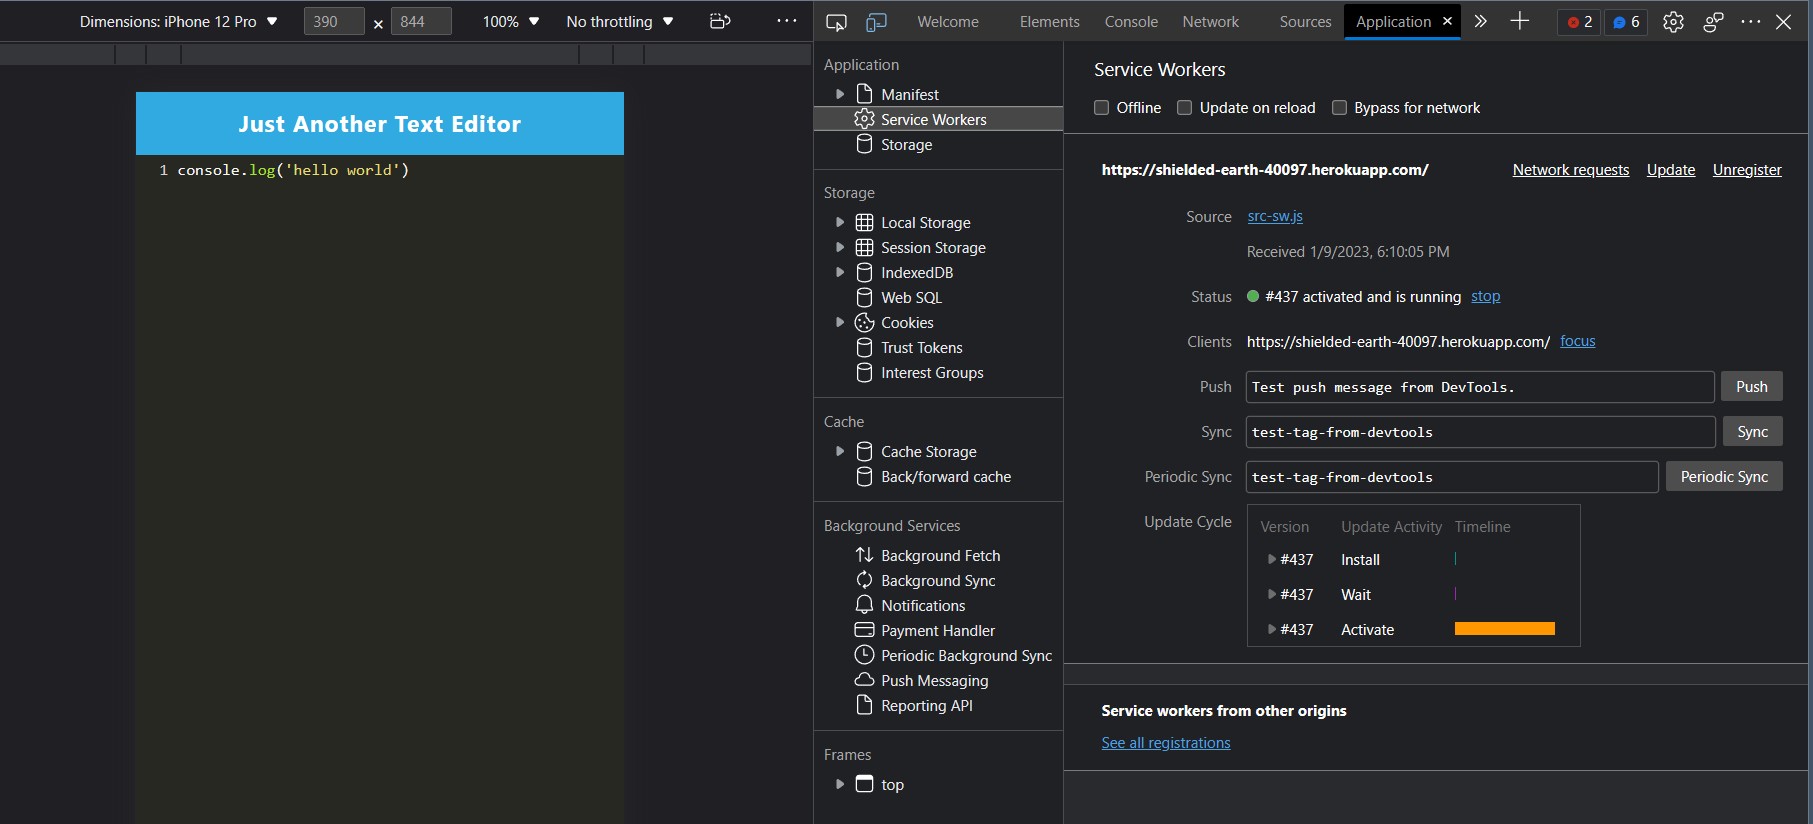 Dimensions: iPhone 12 Pro ▼ 390 × 844 100% ▼ No throttling ▼
Welcome Elements Console Network Sources Application × 2 6
Just Another Text Editor
1 console.log('hello world')
Application
Manifest
Service Workers
Storage
Storage
Local Storage
Session Storage
IndexedDB
Web SQL
Cookies
Trust Tokens
Interest Groups
Cache
Cache Storage
Back/forward cache
Background Services
Background Fetch
Background Sync
Notifications
Payment Handler
Periodic Background Sync
Push Messaging
Reporting API
Frames
top
Service Workers
Offline Update on reload Bypass for network
https://shielded-earth-40097.herokuapp.com/ Network requests Update Unregister
Source src-sw.js
Received 1/9/2023, 6:10:05 PM
Status #437 activated and is running stop
Clients https://shielded-earth-40097.herokuapp.com/ focus
Push Test push message from DevTools. Push
Sync test-tag-from-devtools Sync
Periodic Sync test-tag-from-devtools Periodic Sync
Update Cycle Version Update Activity Timeline
#437 Install
#437 Wait
#437 Activate
Service workers from other origins
See all registrations